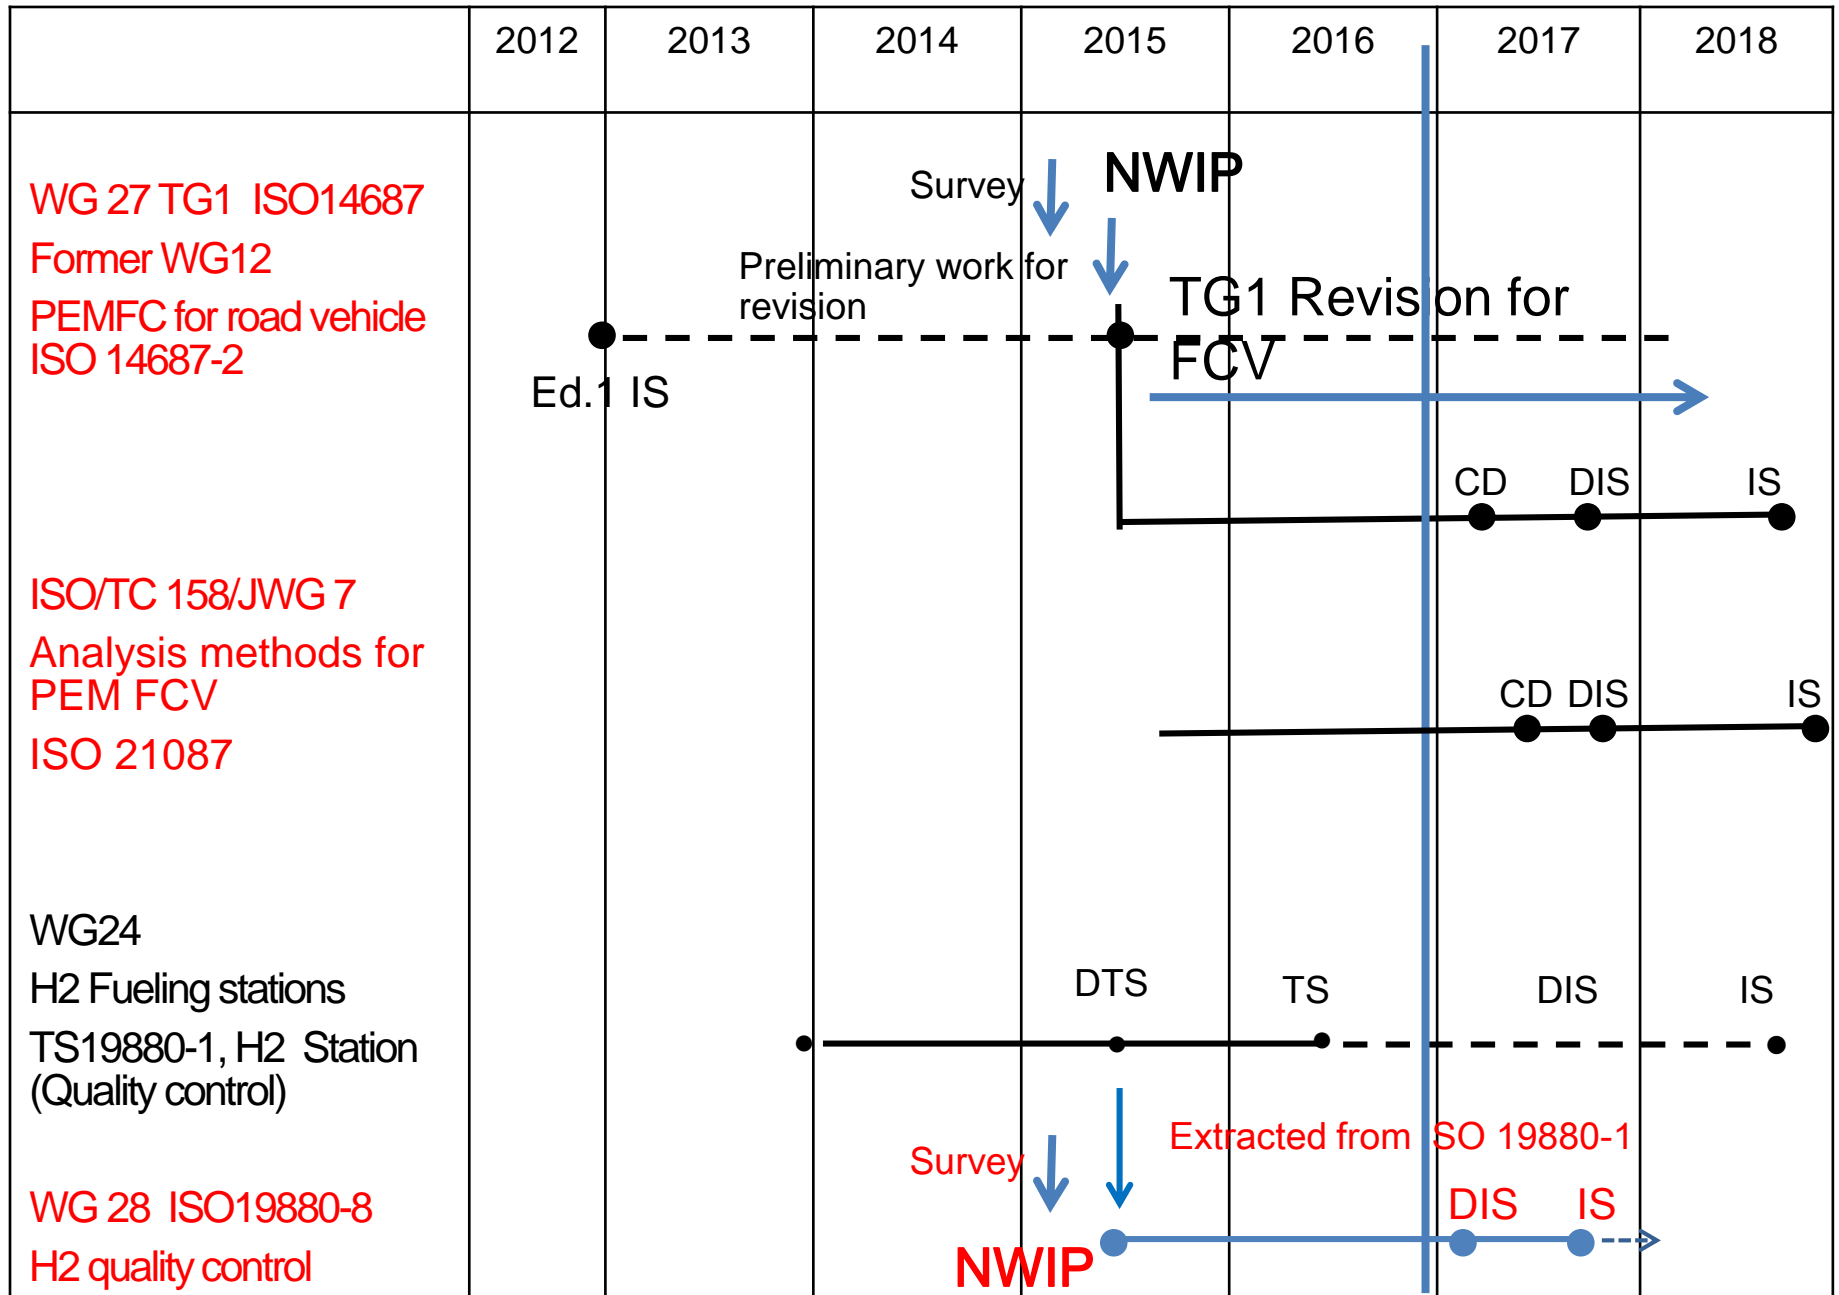 2012 2013 2014 2015 2016 2017 2018
WG 27 TG1 ISO14687
Former WG12
PEMFC for road vehicle
ISO 14687-2
Survey
NWIP
Preliminary work for
revision
TG1 Revision for
FCV
Ed.1 IS
CD DIS IS
ISO/TC 158/JWG 7
Analysis methods for
PEM FCV
ISO 21087
CD DIS IS
WG24
H2 Fueling stations
TS19880-1, H2 Station
(Quality control)
DTS TS DIS IS
Extracted from SO 19880-1
Survey
WG 28 ISO19880-8
H2 quality control
NWIP
DIS IS